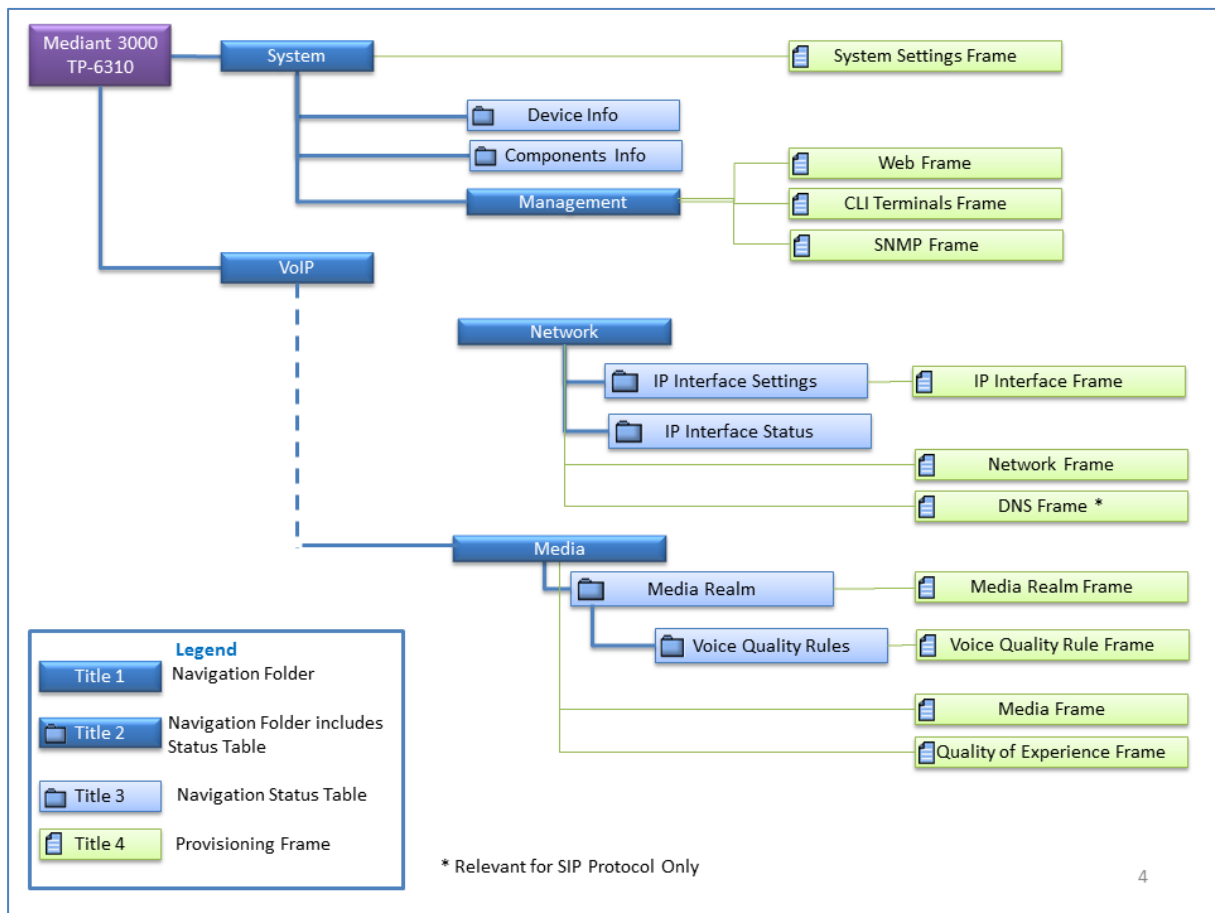 Mediant 3000
TP-6310
System
System Settings Frame
Device Info
Components Info
Web Frame
Management
CLI Terminals Frame
SNMP Frame
VoIP
Network
IP Interface Settings
IP Interface Frame
IP Interface Status
Network Frame
DNS Frame *
Media
Media Realm
Media Realm Frame
Voice Quality Rules
Voice Quality Rule Frame
Media Frame
Quality of Experience Frame
Legend
Title 1
Navigation Folder
Title 2
Navigation Folder includes
Status Table
Title 3
Navigation Status Table
Title 4
Provisioning Frame
* Relevant for SIP Protocol Only
4